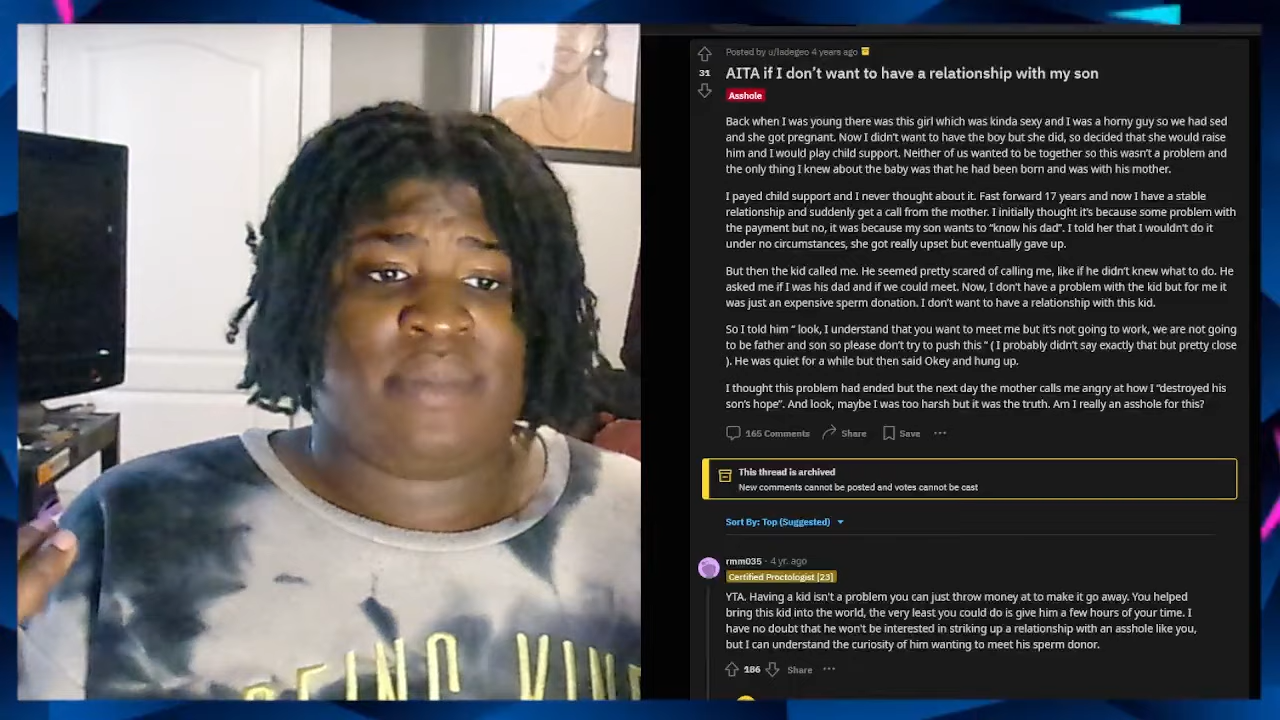 Posted by u/ladegeo 4 years ago
31
AITA if I don't want to have a relationship with my son
Asshole
Back when I was young there was this girl which was kinda sexy and I was a horny guy so we had sed
and she got pregnant. Now I didn't want to have the boy but she did, so decided that she would raise
him and I would play child support. Neither of us wanted to be together so this wasn't a problem and
the only thing I knew about the baby was that he had been born and was with his mother.
I payed child support and I never thought about it. Fast forward 17 years and now I have a stable
relationship and suddenly get a call from the mother. I initially thought it's because some problem with
the payment but no, it was because my son wants to "know his dad". I told her that I wouldn't do it
under no circumstances, she got really upset but eventually gave up.
But then the kid called me. He seemed pretty scared of calling me, like if he didn't knew what to do. He
asked me if I was his dad and if we could meet. Now, I don't have a problem with the kid but for me it
was just an expensive sperm donation. I don't want to have a relationship with this kid.
So I told him " look, I understand that you want to meet me but it's not going to work, we are not going
to be father and son so please don't try to push this " ( I probably didn't say exactly that but pretty close
). He was quiet for a while but then said Okey and hung up.
I thought this problem had ended but the next day the mother calls me angry at how I "destroyed his
son's hope". And look, maybe I was too harsh but it was the truth. Am I really an asshole for this?
165 Comments Share Save ···
This thread is archived
New comments cannot be posted and votes cannot be cast
Sort By: Top (Suggested)
rmm035 · 4 yr. ago
Certified Proctologist [23]
YTA. Having a kid isn't a problem you can just throw money at to make it go away. You helped
bring this kid into the world, the very least you could do is give him a few hours of your time. I
have no doubt that he won't be interested in striking up a relationship with an asshole like you,
but I can understand the curiosity of him wanting to meet his sperm donor.
186 Share ···
BEING KIN